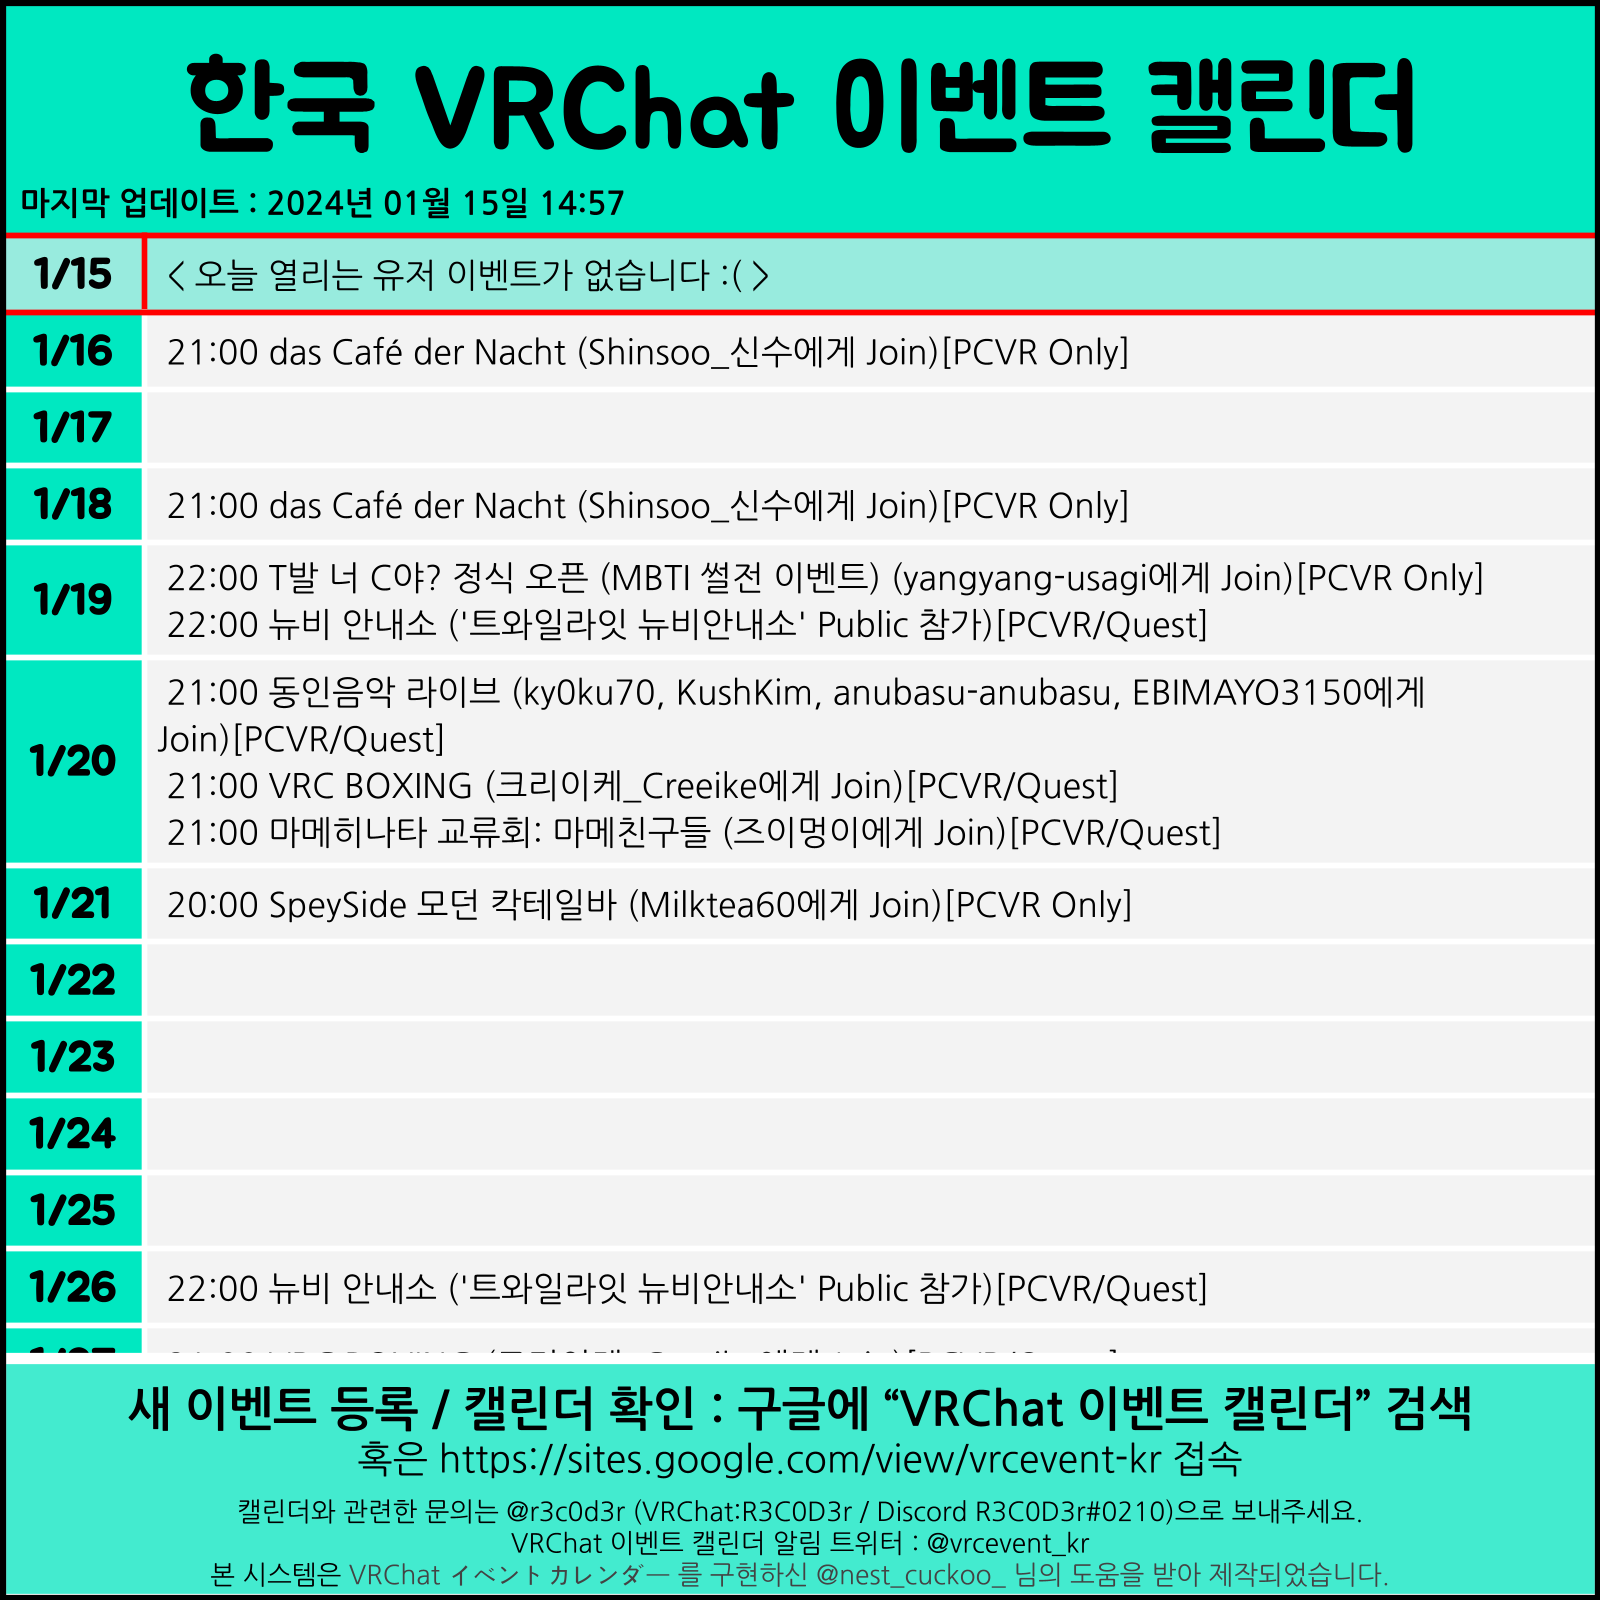 한국 VRChat 이벤트 캘린더
마지막 업데이트 : 2024년 01월 15일 14:57
1/15 < 오늘 열리는 유저 이벤트가 없습니다 :( >
1/16 21:00 das Café der Nacht (Shinsoo_신수에게 Join)[PCVR Only]
1/17
1/18 21:00 das Café der Nacht (Shinsoo_신수에게 Join)[PCVR Only]
1/19 22:00 T발 너 C야? 정식 오픈 (MBTI 썰전 이벤트) (yangyang-usagi에게 Join)[PCVR Only]
22:00 뉴비 안내소 ('트와일라잇 뉴비안내소' Public 참가)[PCVR/Quest]
1/20 21:00 동인음악 라이브 (ky0ku70, KushKim, anubasu-anubasu, EBIMAYO3150에게
Join)[PCVR/Quest]
21:00 VRC BOXING (크리이케_Creeike에게 Join)[PCVR/Quest]
21:00 마메히나타 교류회: 마메친구들 (즈이멍이에게 Join)[PCVR/Quest]
1/21 20:00 SpeySide 모던 칵테일바 (Milktea60에게 Join)[PCVR Only]
1/22
1/23
1/24
1/25
1/26 22:00 뉴비 안내소 ('트와일라잇 뉴비안내소' Public 참가)[PCVR/Quest]
새 이벤트 등록 / 캘린더 확인 : 구글에 “VRChat 이벤트 캘린더” 검색
혹은 https://sites.google.com/view/vrcevent-kr 접속
캘린더와 관련한 문의는 @r3c0d3r (VRChat:R3C0D3r / Discord R3C0D3r#0210)으로 보내주세요.
VRChat 이벤트 캘린더 알림 트위터 : @vrcevent_kr
본 시스템은 VRChat イベントカレンダー 를 구현하신 @nest_cuckoo_ 님의 도움을 받아 제작되었습니다.